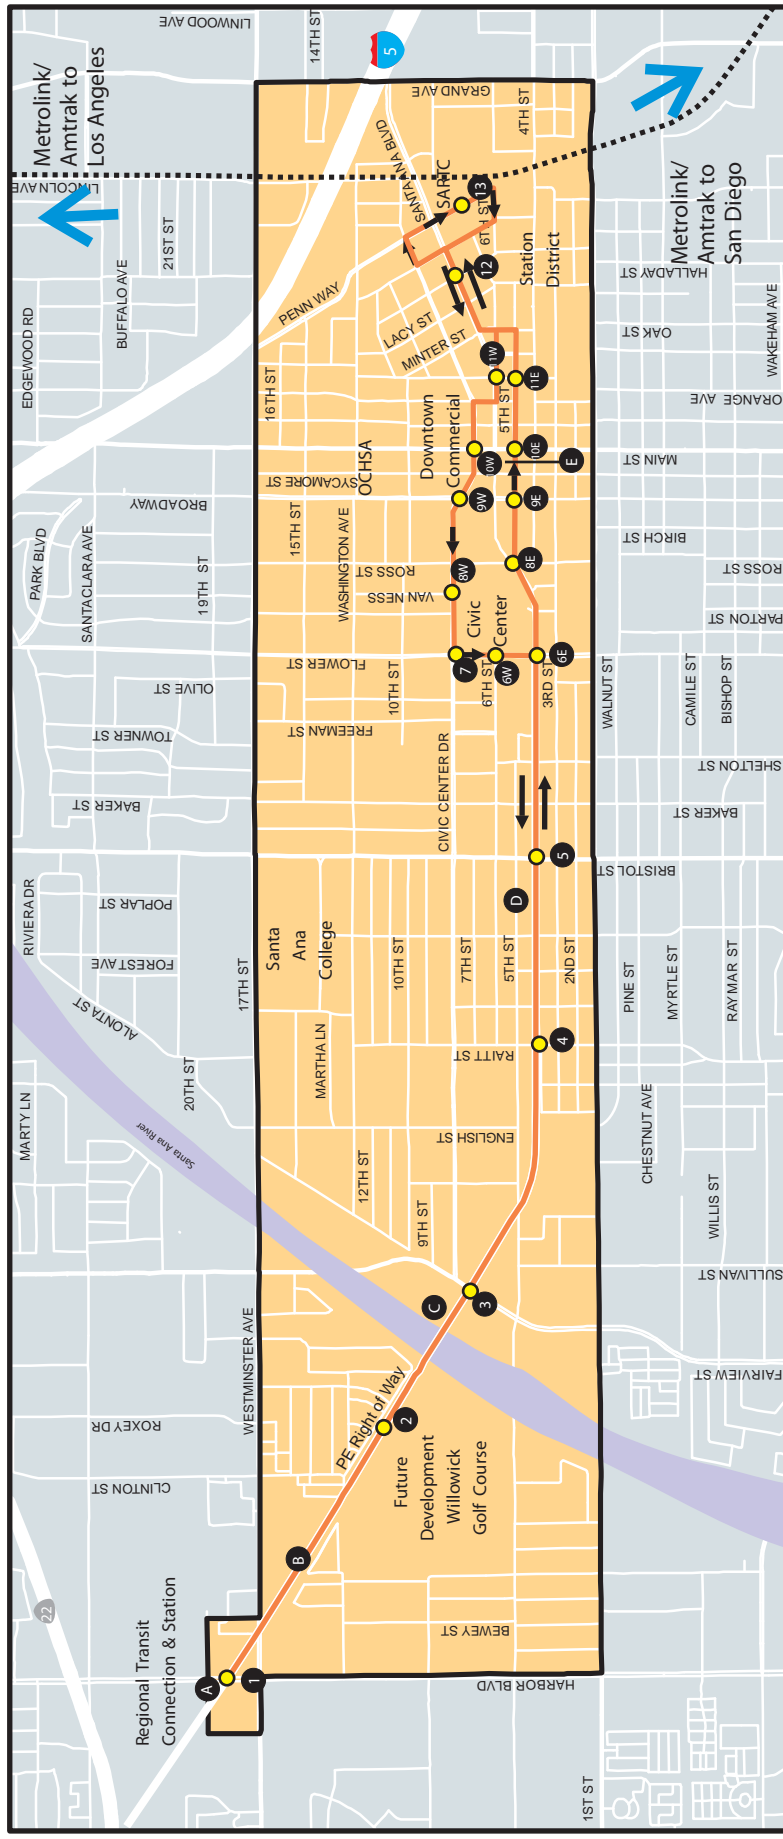 LINWOOD AVE
14TH ST
5
GRAND AVE
4TH ST
Metrolink/
Amtrak to
Los Angeles
LINCOLN AVE
21ST ST
BUFFALO AVE
EDGEWOOD RD
SANTA ANA BLVD
SARTC
13
6TH ST
PENN WAY
12
Station
District
Metrolink/
Amtrak to
San Diego
HALLADAY ST
WAKEHAM AVE
OAK ST
LACY ST
MINTER ST
11W
11E
5TH ST
ORANGE AVE
16TH ST
OCHSA
Downtown
Commercial
10W
10E
E
MAIN ST
SYCAMORE ST
BROADWAY
9W
9E
PARK BLVD
SANTA CLARA AVE
19TH ST
15TH ST
WASHINGTON AVE
ROSS ST
VAN NESS
8W
8E
BIRCH ST
ROSS ST
PARTON ST
Civic
Center
FLOWER ST
10TH ST
7
6TH ST
6W
3RD ST
6E
WALNUT ST
CAMILE ST
BISHOP ST
OLIVE ST
TOWNER ST
FREEMAN ST
SHELTON ST
BAKER ST
CIVIC CENTER DR
BAKER ST
5
BRISTOL ST
D
RIVIERA DR
POPLAR ST
FOREST AVE
ALONTA ST
17TH ST
Santa
Ana
College
10TH ST
7TH ST
5TH ST
2ND ST
PINE ST
MYRTLE ST
RAYMAR ST
20TH ST
MARTHA LN
RAITT ST
4
MARTY LN
Santa Ana River
ENGLISH ST
12TH ST
9TH ST
CHESTNUT AVE
WILLIS ST
SULLIVAN ST
C
3
WESTMINSTER AVE
FAIRVIEW ST
PE Right of Way
2
ROXEY DR
CLINTON ST
Future
Development
Willowick
Golf Course
B
22
Regional Transit
Connection & Station
A
1
BEWEY ST
HARBOR BLVD
1ST ST